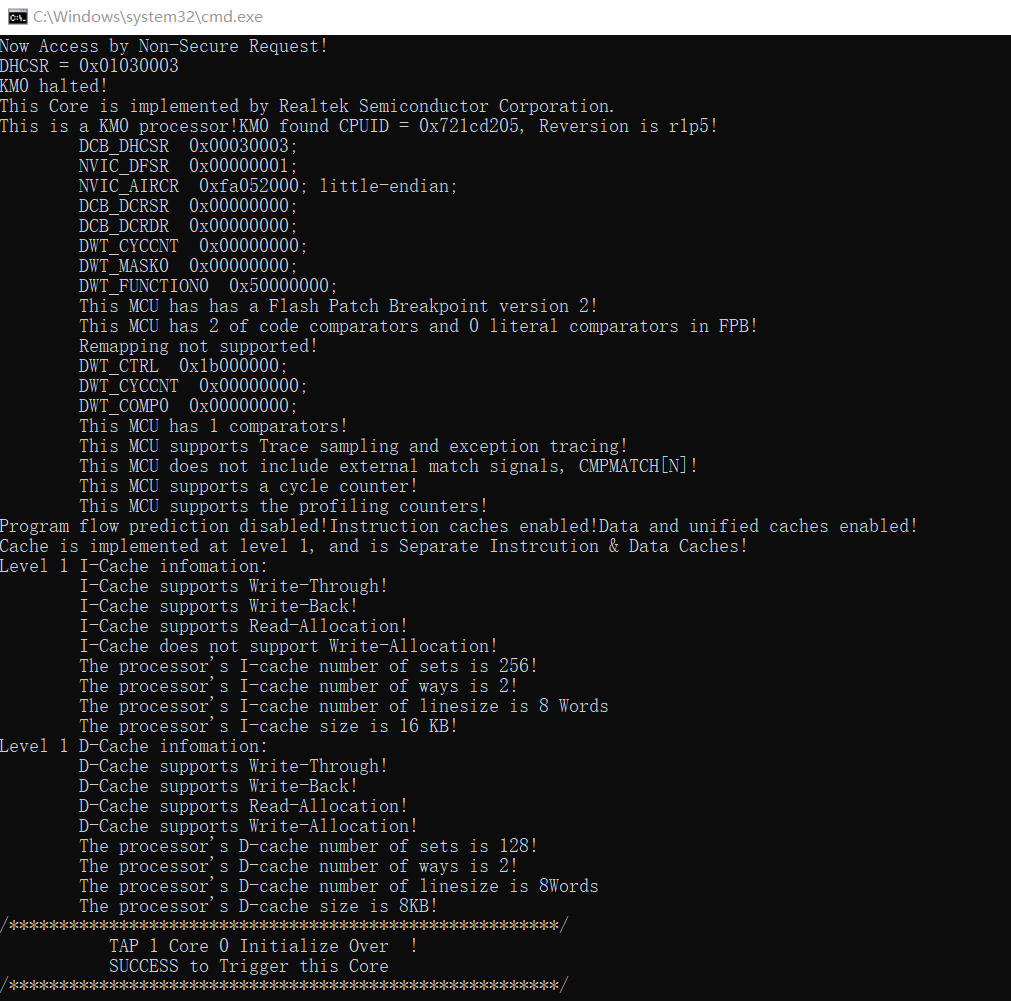 C:\Windows\system32\cmd.exe
Now Access by Non-Secure Request!
DHCSR = 0x01030003
KM0 halted!
This Core is implemented by Realtek Semiconductor Corporation.
This is a KM0 processor!KM0 found CPUID = 0x721cd205, Reversion is r1p5!
DCB_DHCSR  0x00030003;
NVIC_DFSR  0x00000001;
NVIC_AIRCR  0xfa052000; little-endian;
DCB_DCRSR  0x00000000;
DCB_DCRDR  0x00000000;
DWT_CYCCNT  0x00000000;
DWT_MASK0  0x00000000;
DWT_FUNCTION0  0x50000000;
This MCU has has a Flash Patch Breakpoint version 2!
This MCU has 2 of code comparators and 0 literal comparators in FPB!
Remapping not supported!
DWT_CTRL  0x1b000000;
DWT_CYCCNT  0x00000000;
DWT_COMP0  0x00000000;
This MCU has 1 comparators!
This MCU supports Trace sampling and exception tracing!
This MCU does not include external match signals, CMPMATCH[N]!
This MCU supports a cycle counter!
This MCU supports the profiling counters!
Program flow prediction disabled!Instruction caches enabled!Data and unified caches enabled!
Cache is implemented at level 1, and is Separate Instrcution & Data Caches!
Level 1 I-Cache infomation:
I-Cache supports Write-Through!
I-Cache supports Write-Back!
I-Cache supports Read-Allocation!
I-Cache does not support Write-Allocation!
The processor's I-cache number of sets is 256!
The processor's I-cache number of ways is 2!
The processor's I-cache number of linesize is 8 Words
The processor's I-cache size is 16 KB!
Level 1 D-Cache infomation:
D-Cache supports Write-Through!
D-Cache supports Write-Back!
D-Cache supports Read-Allocation!
D-Cache supports Write-Allocation!
The processor's D-cache number of sets is 128!
The processor's D-cache number of ways is 2!
The processor's D-cache number of linesize is 8Words
The processor's D-cache size is 8KB!
/*******************************************************/
TAP 1 Core 0 Initialize Over  !
SUCCESS to Trigger this Core
/*******************************************************/